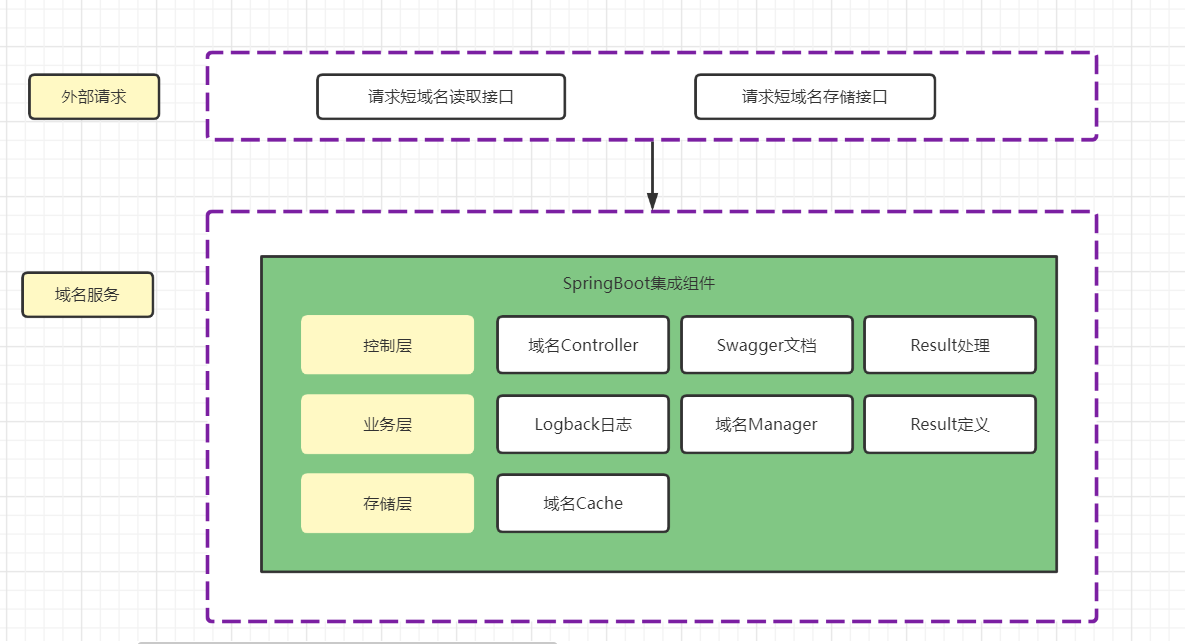 外部请求
请求短域名读取接口
请求短域名存储接口
域名服务
SpringBoot集成组件
控制层
域名Controller
Swagger文档
Result处理
业务层
Logback日志
域名Manager
Result定义
存储层
域名Cache